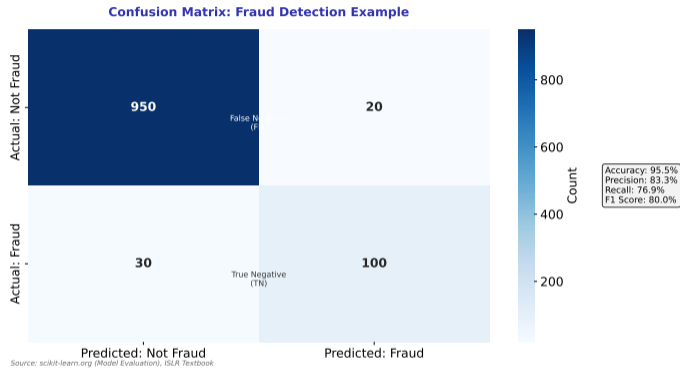 Confusion Matrix: Fraud Detection Example
Actual: Not Fraud
950
20
False N
(F
Actual: Fraud
30
100
True Negative
(TN)
Predicted: Not Fraud
Predicted: Fraud
800
600
400
200
Count
Accuracy: 95.5%
Precision: 83.3%
Recall: 76.9%
F1 Score: 80.0%
Source: scikit-learn.org (Model Evaluation), ISLR Textbook